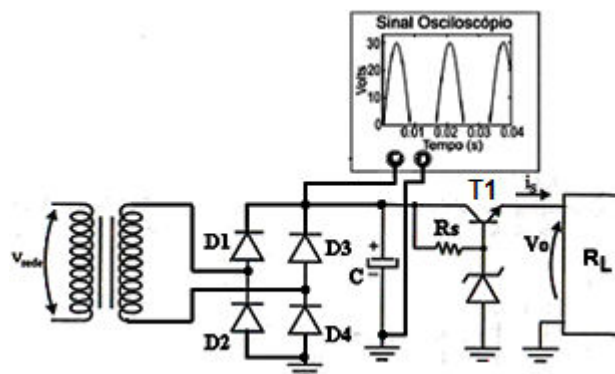 Sinal Osciloscópio
Volts
30
20
10
0
0.01 0.02 0.03 0.04
Tempo (s)
T1
is
D1
D3
Rs
Vrede
C
+
−
Vo
RL
D2
D4